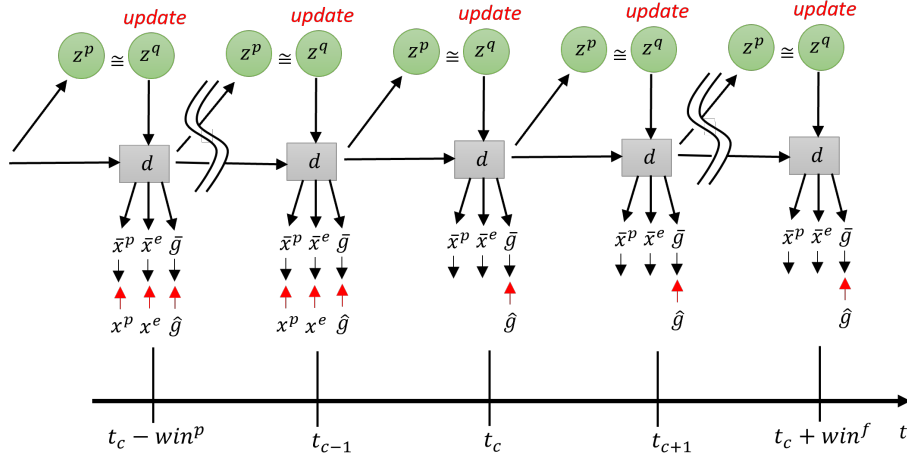 update update update update update
z^p ≅ z^q z^p ≅ z^q z^p ≅ z^q z^p ≅ z^q z^p ≅ z^q
d d d d d
x̄^p x̄^e ḡ x̄^p x̄^e ḡ x̄^p x̄^e ḡ x̄^p x̄^e ḡ x̄^p x̄^e ḡ
x^p x^e ĝ x^p x^e ĝ ĝ ĝ ĝ
t_c − win^p t_{c−1} t_c t_{c+1} t_c + win^f t